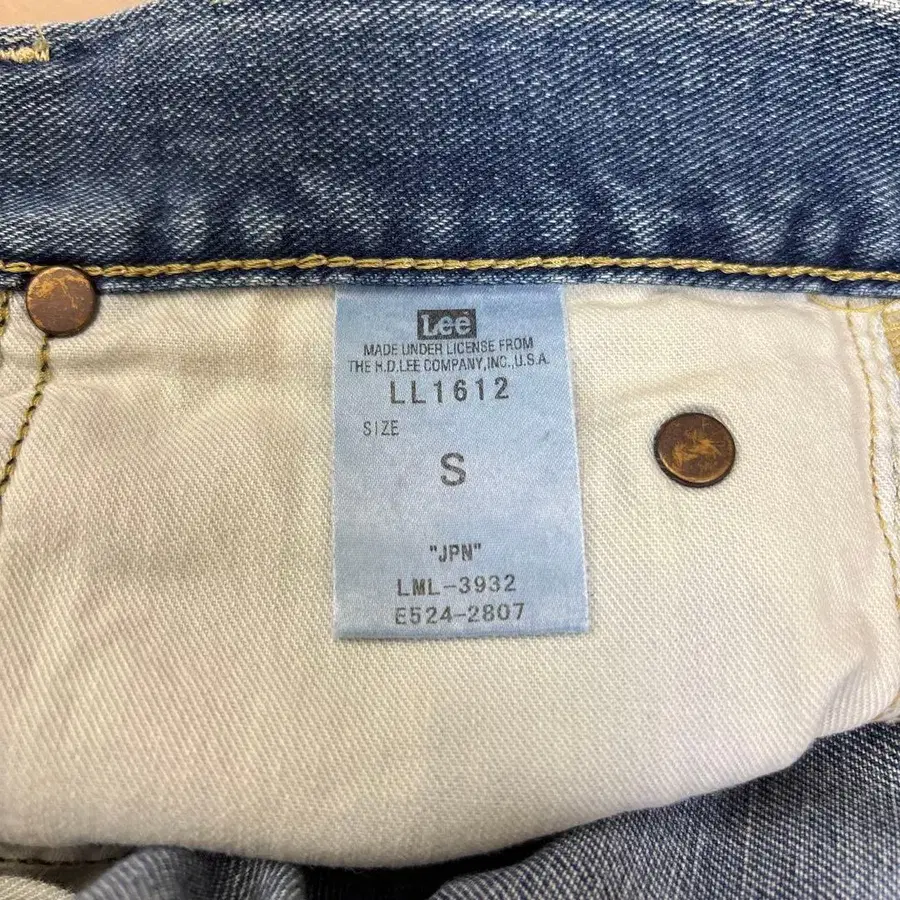 Lee
MADE UNDER LICENSE FROM
THE H.D.LEE COMPANY,INC.,U.S.A.
LL1612
SIZE
S
"JPN"
LML-3932
E524-2807